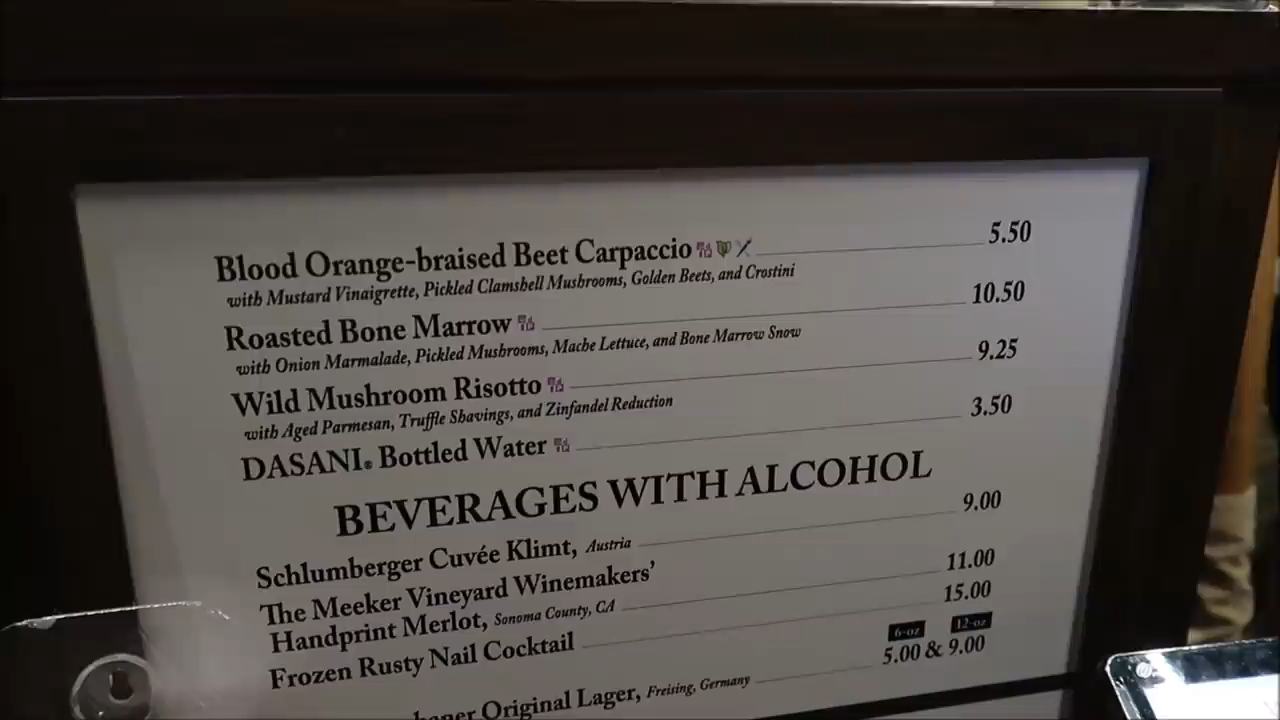 Blood Orange-braised Beet Carpaccio 5.50
with Mustard Vinaigrette, Pickled Clamshell Mushrooms, Golden Beets, and Crostini
Roasted Bone Marrow 10.50
with Onion Marmalade, Pickled Mushrooms, Mache Lettuce, and Bone Marrow Snow
Wild Mushroom Risotto 9.25
with Aged Parmesan, Truffle Shavings, and Zinfandel Reduction
DASANI® Bottled Water 3.50
BEVERAGES WITH ALCOHOL
Schlumberger Cuvée Klimt, Austria 9.00
The Meeker Vineyard Winemakers'
Handprint Merlot, Sonoma County, CA 11.00
Frozen Rusty Nail Cocktail 15.00
6-oz 12-oz
Original Lager, Freising, Germany 5.00 & 9.00